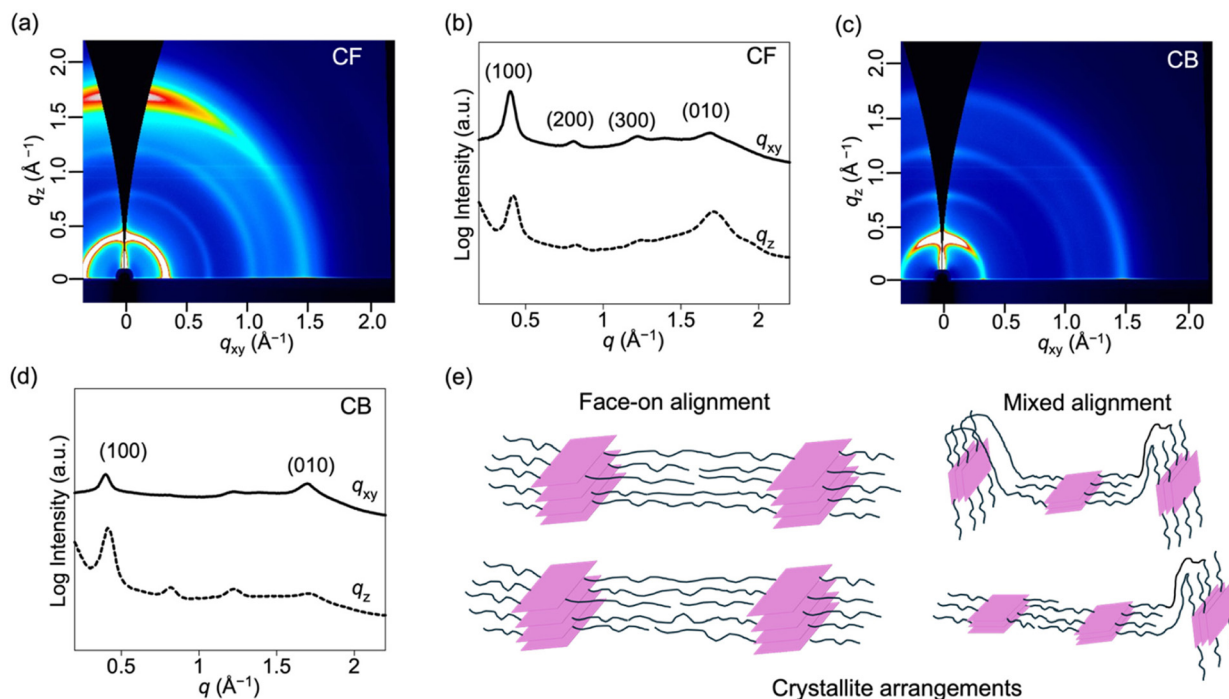 (a)
CF
2.0
1.5
1.0
0.5
0
q_z (Å⁻¹)
0 0.5 1.0 1.5 2.0
q_xy (Å⁻¹)
(b)
CF
(100)
(200)
(300)
(010)
q_xy
q_z
Log Intensity (a.u.)
0.5 1 1.5 2
q (Å⁻¹)
(c)
CB
2.0
1.5
1.0
0.5
0
q_z (Å⁻¹)
0 0.5 1.0 1.5 2.0
q_xy (Å⁻¹)
(d)
CB
(100)
(010)
q_xy
q_z
Log Intensity (a.u.)
0.5 1 1.5 2
q (Å⁻¹)
(e)
Face-on alignment
Mixed alignment
Crystallite arrangements